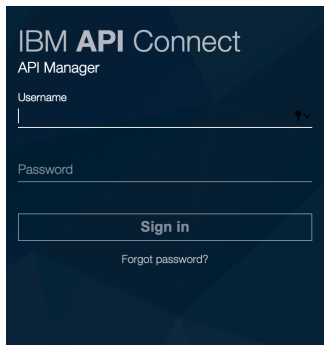 IBM API Connect
API Manager
Username
Password
Sign in
Forgot password?